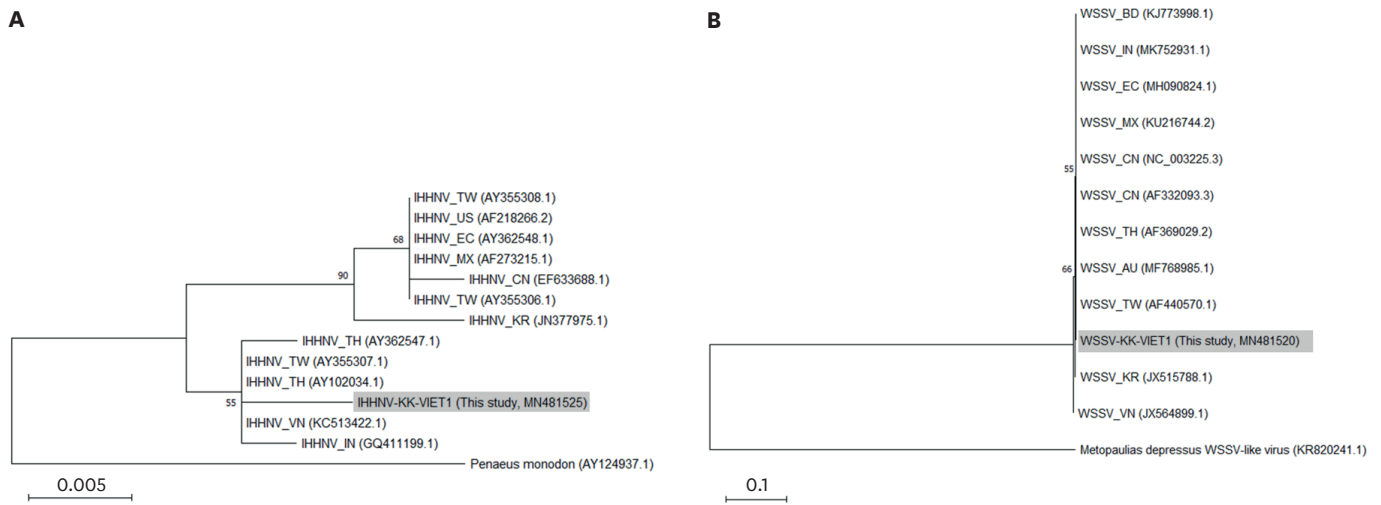 A
IHHNV_TW (AY355308.1)
IHHNV_US (AF218266.2)
68
IHHNV_EC (AY362548.1)
IHHNV_MX (AF273215.1)
90
IHHNV_CN (EF633688.1)
IHHNV_TW (AY355306.1)
IHHNV_KR (JN377975.1)
IHHNV_TH (AY362547.1)
IHHNV_TW (AY355307.1)
IHHNV_TH (AY102034.1)
55
IHHNV-KK-VIET1 (This study, MN481525)
IHHNV_VN (KC513422.1)
IHHNV_IN (GQ411199.1)
Penaeus monodon (AY124937.1)
0.005
B
WSSV_BD (KJ773998.1)
WSSV_IN (MK752931.1)
WSSV_EC (MH090824.1)
WSSV_MX (KU216744.2)
WSSV_CN (NC_003225.3)
55
WSSV_CN (AF332093.3)
WSSV_TH (AF369029.2)
66
WSSV_AU (MF768985.1)
WSSV_TW (AF440570.1)
WSSV-KK-VIET1 (This study, MN481520)
WSSV_KR (JX515788.1)
WSSV_VN (JX564899.1)
Metopaulias depressus WSSV-like virus (KR820241.1)
0.1